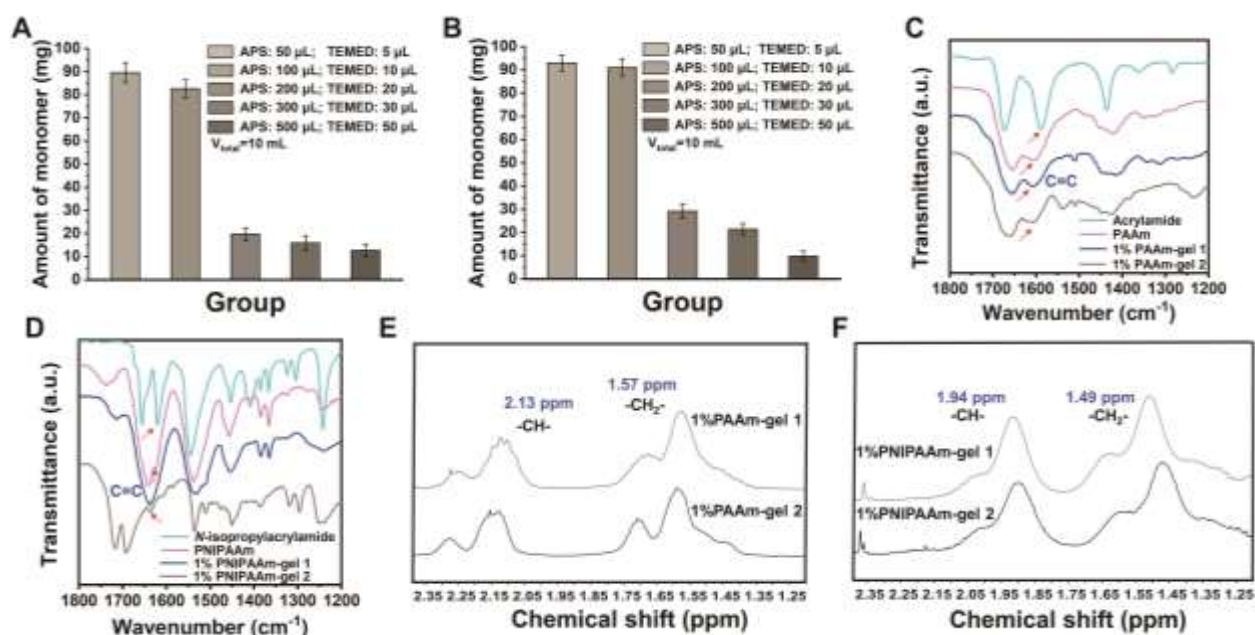 A
Amount of monomer (mg)
100
90
80
70
60
50
40
30
20
10
0
APS: 50 μL; TEMED: 5 μL
APS: 100 μL; TEMED: 10 μL
APS: 200 μL; TEMED: 20 μL
APS: 300 μL; TEMED: 30 μL
APS: 500 μL; TEMED: 50 μL
Vtotal=10 mL
Group
B
Amount of monomer (mg)
100
90
80
70
60
50
40
30
20
10
0
APS: 50 μL; TEMED: 5 μL
APS: 100 μL; TEMED: 10 μL
APS: 200 μL; TEMED: 20 μL
APS: 300 μL; TEMED: 30 μL
APS: 500 μL; TEMED: 50 μL
Vtotal=10 mL
Group
C
Transmittance (a.u.)
C=C
Acrylamide
PAAm
1% PAAm-gel 1
1% PAAm-gel 2
1800 1700 1600 1500 1400 1300 1200
Wavenumber (cm-1)
D
Transmittance (a.u.)
C=C
N-isopropylacrylamide
PNIPAAm
1% PNIPAAm-gel 1
1% PNIPAAm-gel 2
1800 1700 1600 1500 1400 1300 1200
Wavenumber (cm-1)
E
2.13 ppm
-CH-
1.57 ppm
-CH2-
1%PAAm-gel 1
1%PAAm-gel 2
2.35 2.25 2.15 2.05 1.95 1.85 1.75 1.65 1.55 1.45 1.35 1.25
Chemical shift (ppm)
F
1.94 ppm
-CH-
1.49 ppm
-CH2-
1%PNIPAAm-gel 1
1%PNIPAAm-gel 2
2.35 2.25 2.15 2.05 1.95 1.85 1.75 1.65 1.55 1.45 1.35 1.25
Chemical shift (ppm)